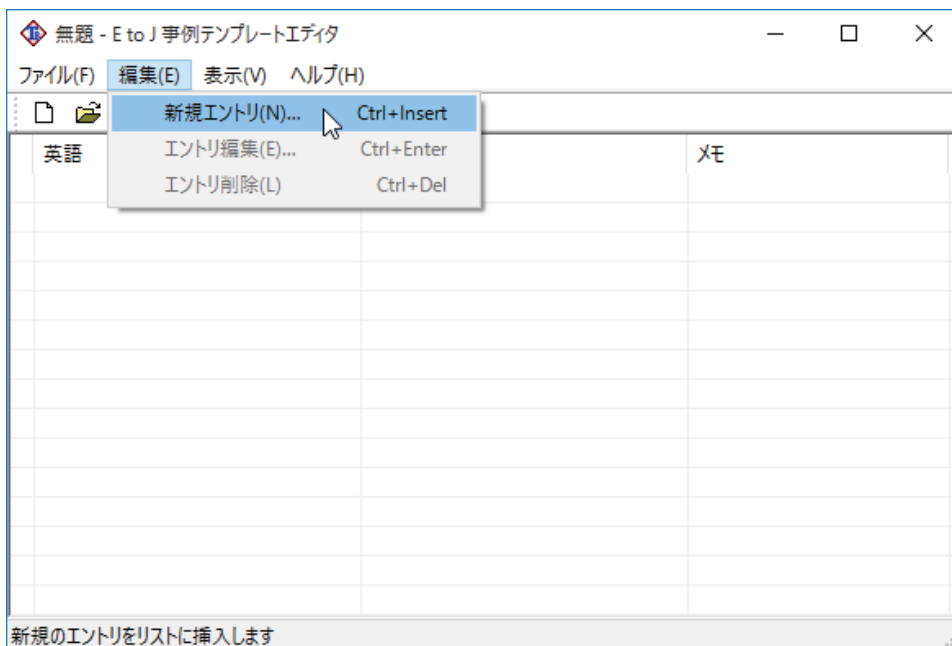 無題 - E to J 事例テンプレートエディタ
ファイル(F) 編集(E) 表示(V) ヘルプ(H)
新規エントリ(N)... Ctrl+Insert
エントリ編集(E)... Ctrl+Enter
エントリ削除(L) Ctrl+Del
英語 メモ
新規のエントリをリストに挿入します